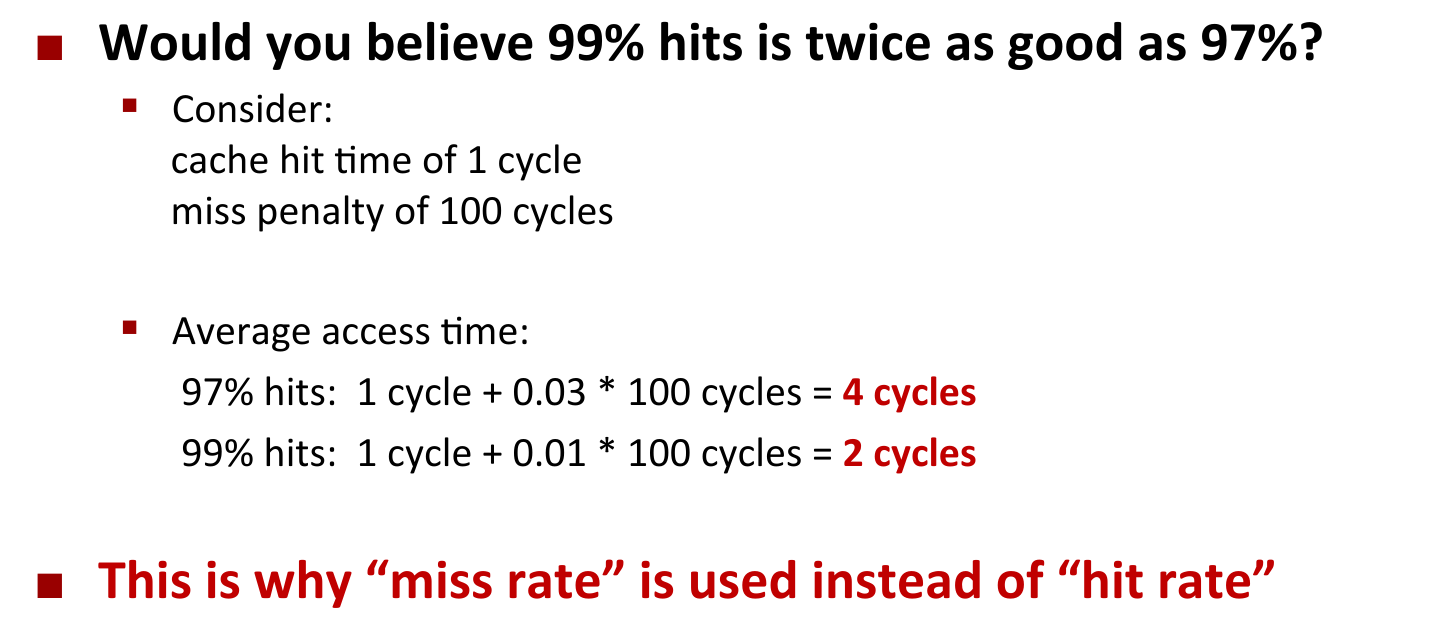 Would you believe 99% hits is twice as good as 97%?
Consider:
cache hit time of 1 cycle
miss penalty of 100 cycles
Average access time:
97% hits: 1 cycle + 0.03 * 100 cycles = 4 cycles
99% hits: 1 cycle + 0.01 * 100 cycles = 2 cycles
This is why “miss rate” is used instead of “hit rate”